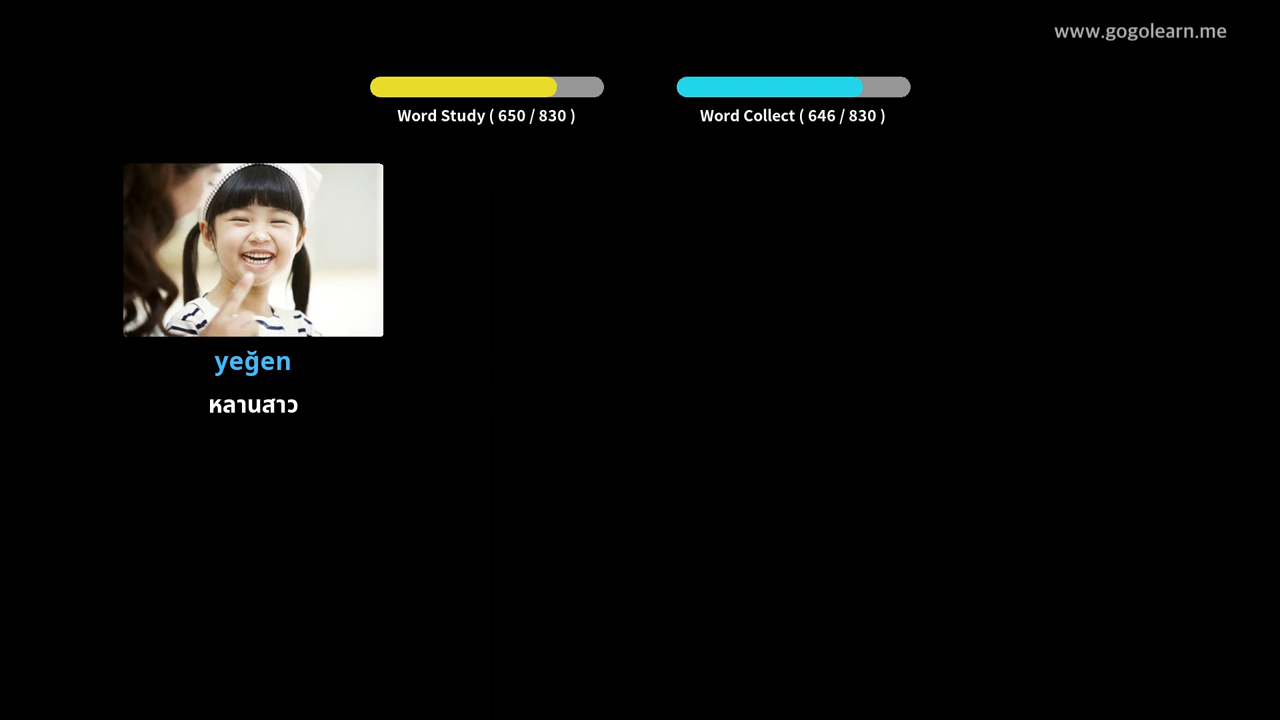 www.gogolearn.me
Word Study ( 650 / 830 )
Word Collect ( 646 / 830 )
yeğen
หลานสาว